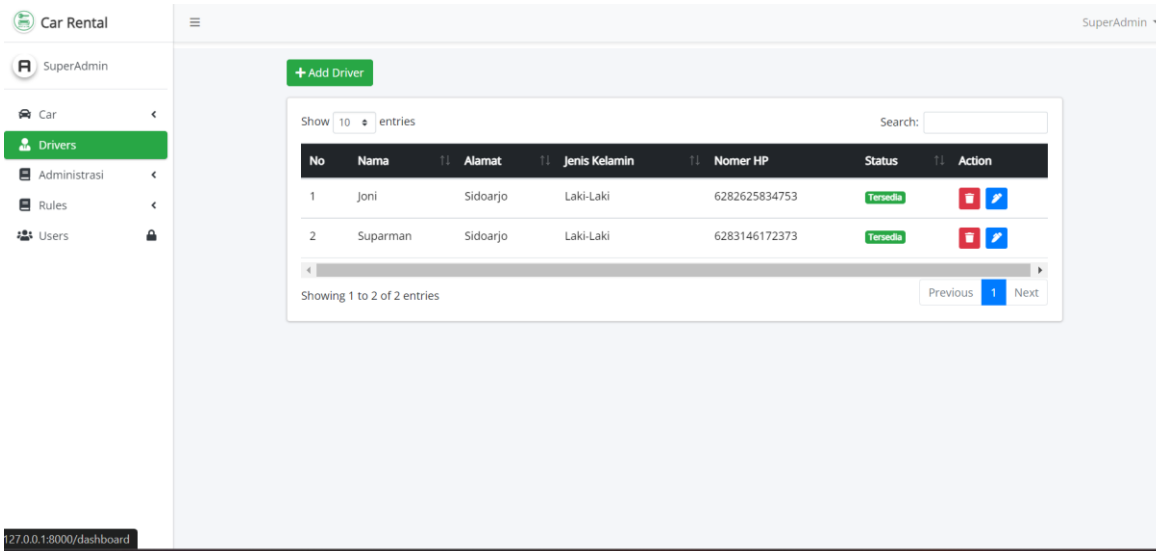 Car Rental
SuperAdmin
SuperAdmin
Car
Drivers
Administrasi
Rules
Users
+ Add Driver
Show 10 entries Search:
No Nama Alamat Jenis Kelamin Nomer HP Status Action
1 Joni Sidoarjo Laki-Laki 6282625834753 Tersedia
2 Suparman Sidoarjo Laki-Laki 6283146172373 Tersedia
Showing 1 to 2 of 2 entries Previous 1 Next
127.0.0.1:8000/dashboard